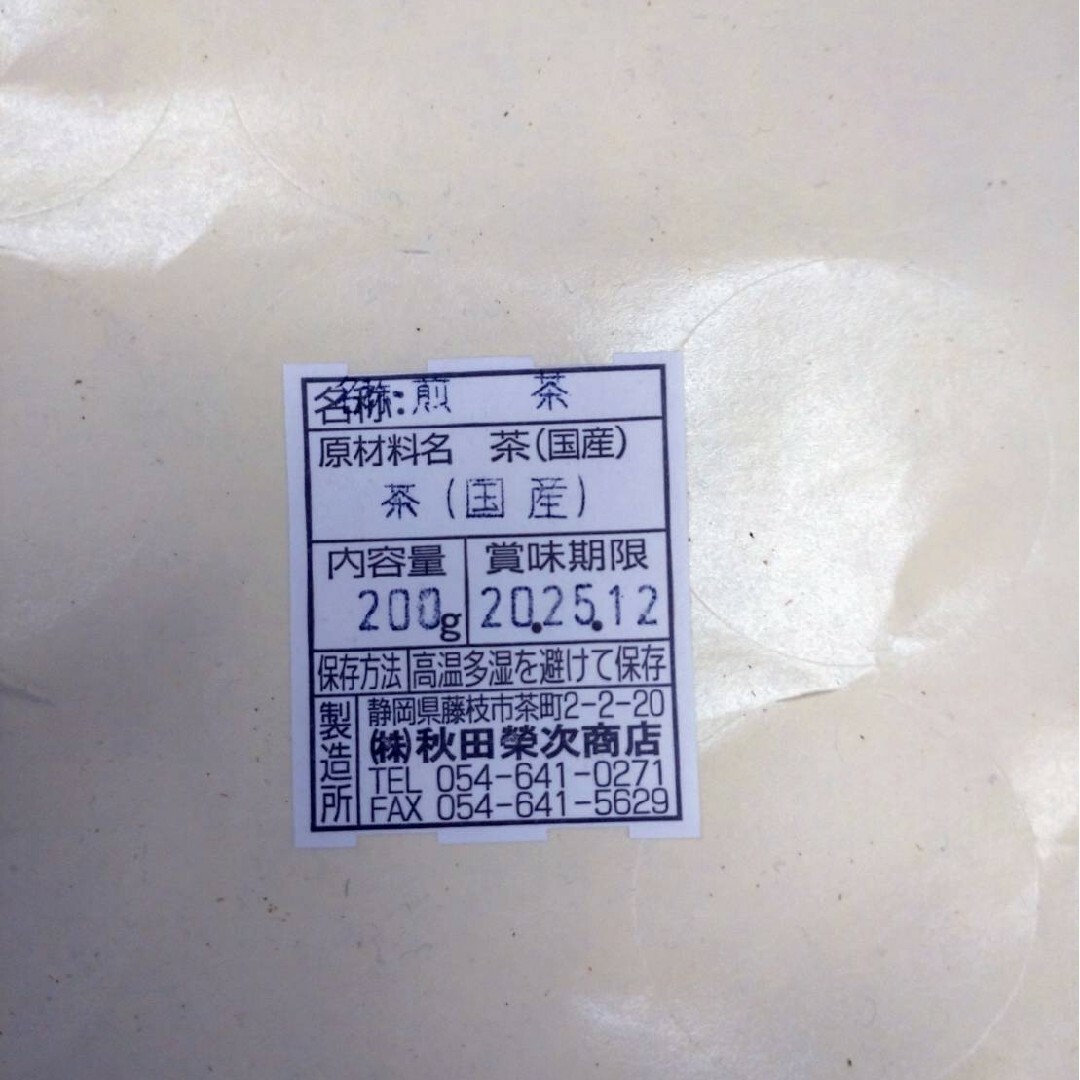 名称:煎 茶
原材料名 茶(国産)
茶(国産)
内容量 賞味期限
200g 20.25.12
保存方法 高温多湿を避けて保存
製造所 静岡県藤枝市茶町2-2-20
(株)秋田榮次商店
TEL 054-641-0271
FAX 054-641-5629